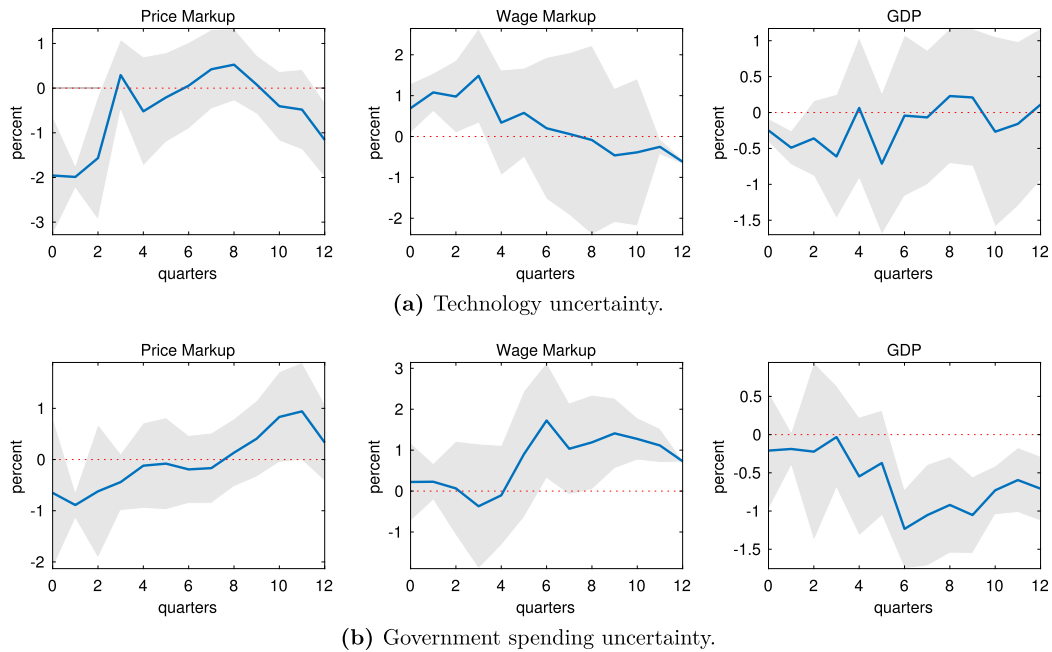 Price Markup
percent
1
0
-1
-2
-3
0 2 4 6 8 10 12
quarters
Wage Markup
percent
2
1
0
-1
-2
0 2 4 6 8 10 12
quarters
GDP
percent
1
0.5
0
-0.5
-1
-1.5
0 2 4 6 8 10 12
quarters
(a) Technology uncertainty.
Price Markup
percent
1
0
-1
-2
0 2 4 6 8 10 12
quarters
Wage Markup
percent
3
2
1
0
-1
0 2 4 6 8 10 12
quarters
GDP
percent
0.5
0
-0.5
-1
-1.5
0 2 4 6 8 10 12
quarters
(b) Government spending uncertainty.